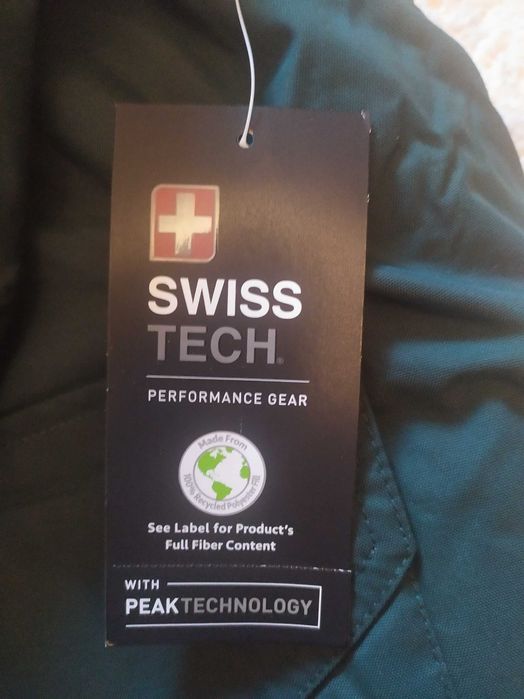 SWISS
TECH®
PERFORMANCE GEAR
Made From
100% Recycled Polyester Fill
See Label for Product's
Full Fiber Content
WITH
PEAKTECHNOLOGY